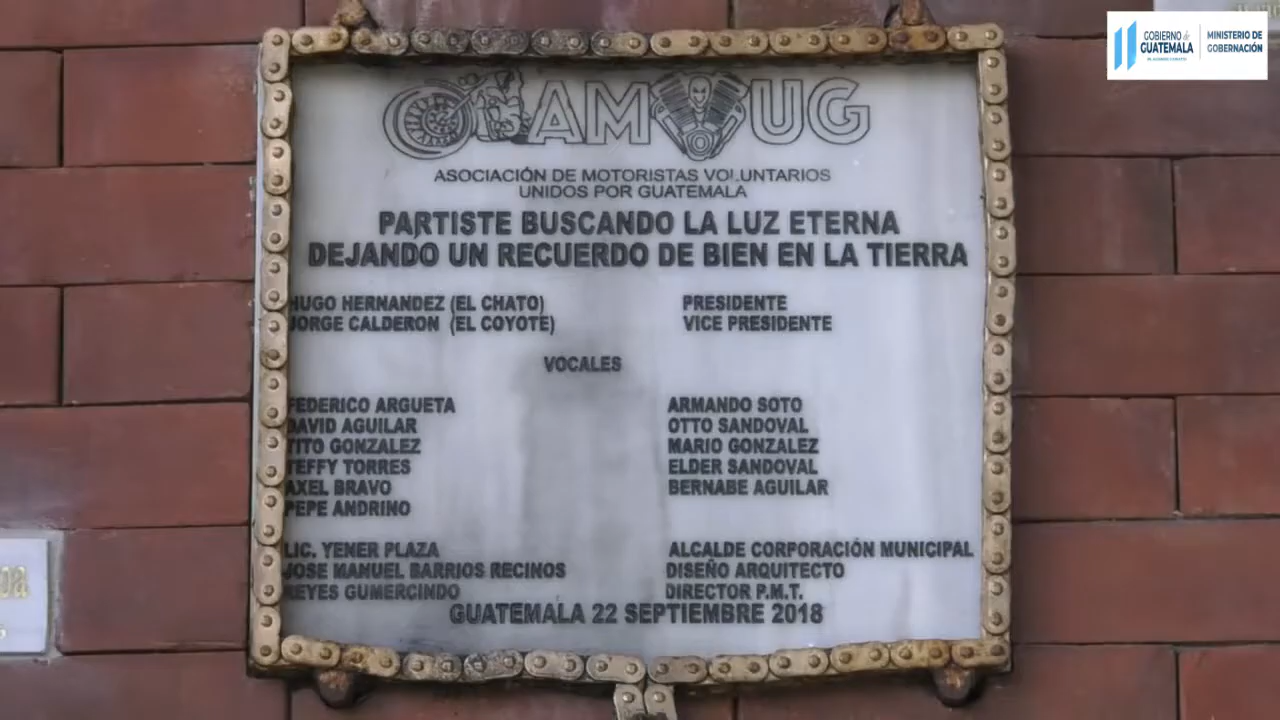 GOBIERNO de
GUATEMALA
MINISTERIO DE
GOBERNACIÓN
AMUG
ASOCIACIÓN DE MOTORISTAS VOLUNTARIOS
UNIDOS POR GUATEMALA
PARTISTE BUSCANDO LA LUZ ETERNA
DEJANDO UN RECUERDO DE BIEN EN LA TIERRA
HUGO HERNANDEZ (EL CHATO) PRESIDENTE
JORGE CALDERON (EL COYOTE) VICE PRESIDENTE
VOCALES
FEDERICO ARGUETA ARMANDO SOTO
DAVID AGUILAR OTTO SANDOVAL
TITO GONZALEZ MARIO GONZALEZ
TEFFY TORRES ELDER SANDOVAL
AXEL BRAVO BERNABE AGUILAR
PEPE ANDRINO
LIC. YENER PLAZA ALCALDE CORPORACIÓN MUNICIPAL
JOSE MANUEL BARRIOS RECINOS DISEÑO ARQUITECTO
REYES GUMERCINDO DIRECTOR P.M.T.
GUATEMALA 22 SEPTIEMBRE 2018